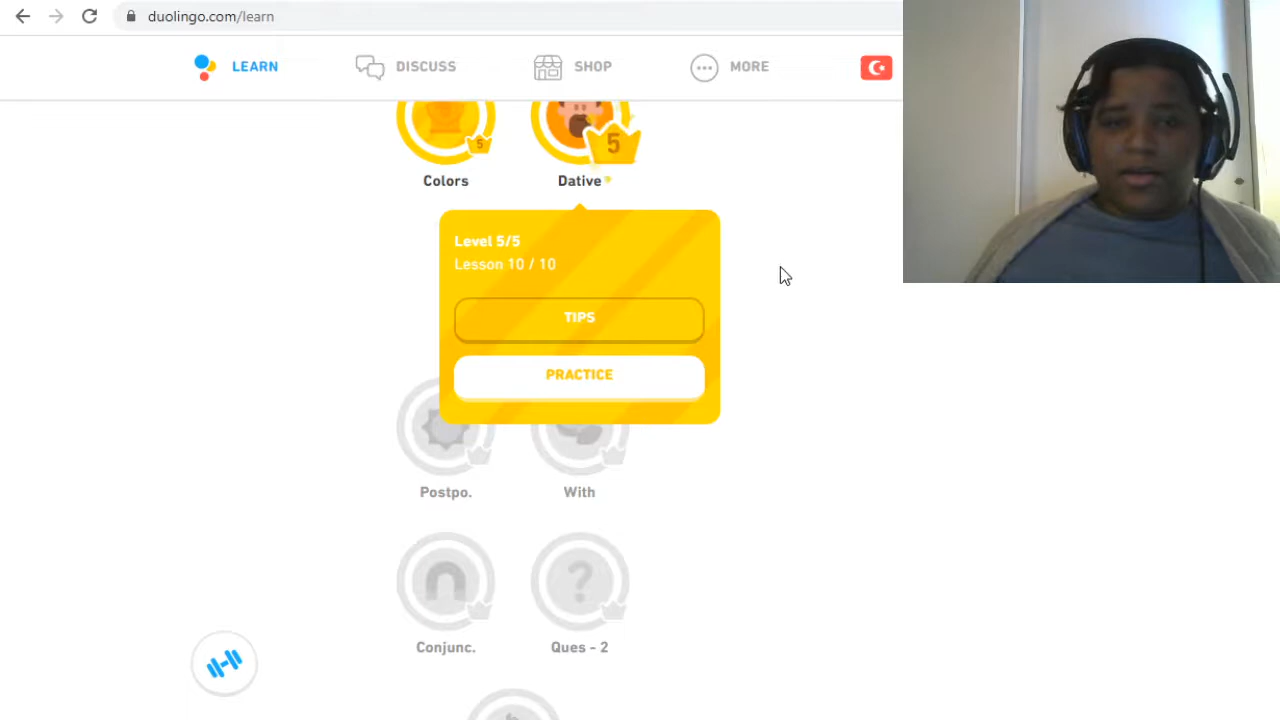 duolingo.com/learn
LEARN
DISCUSS
SHOP
MORE
5
5
Colors
Dative
Level 5/5
Lesson 10 / 10
TIPS
PRACTICE
Postpo.
With
?
Conjunc.
Ques - 2